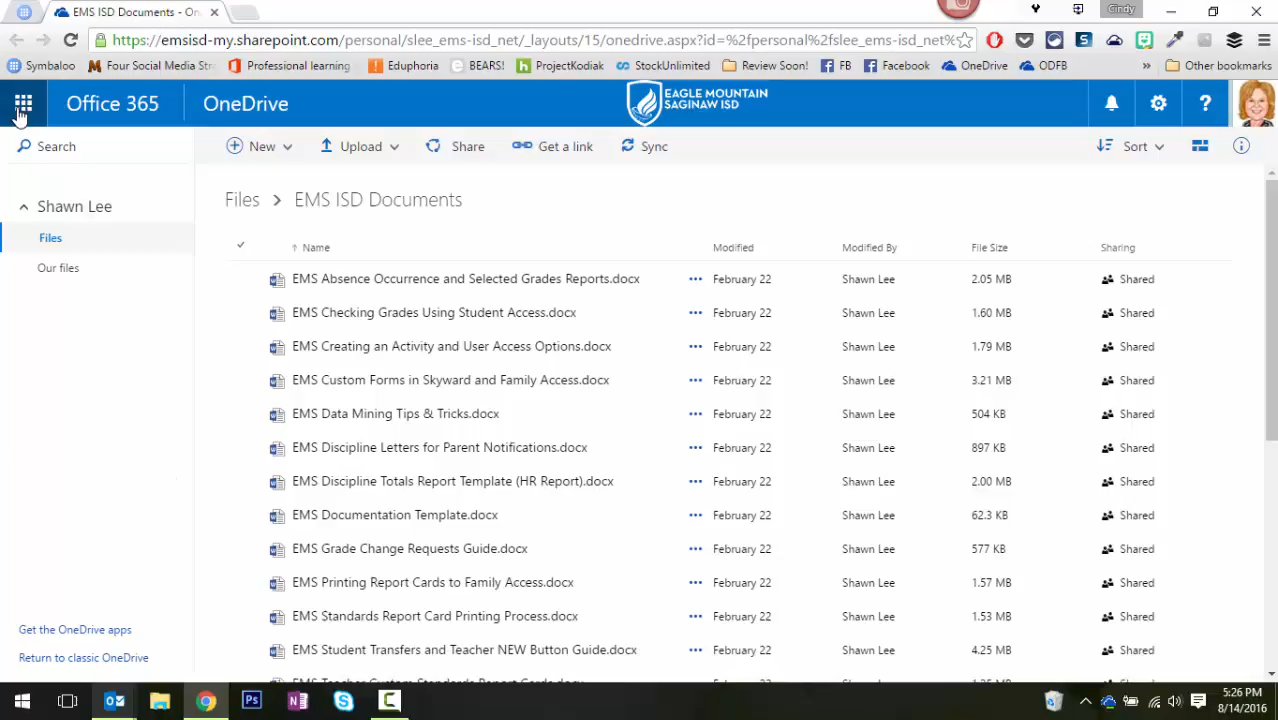 EMS ISD Documents - On
Cindy
https://emsisd-my.sharepoint.com/personal/slee_ems-isd_net/_layouts/15/onedrive.aspx?id=%2fpersonal%2fslee_ems-isd_net%
Symbaloo Four Social Media Str Professional learning Eduphoria BEARS! ProjectKodiak StockUnlimited Review Soon! FB Facebook OneDrive ODFB » Other bookmarks
Office 365 OneDrive EAGLE MOUNTAIN
SAGINAW ISD
?
Search New Upload Share Get a link Sync Sort
Files > EMS ISD Documents
Shawn Lee
Files
Our files
Name Modified Modified By File Size Sharing
EMS Absence Occurrence and Selected Grades Reports.docx ... February 22 Shawn Lee 2.05 MB Shared
EMS Checking Grades Using Student Access.docx ... February 22 Shawn Lee 1.60 MB Shared
EMS Creating an Activity and User Access Options.docx ... February 22 Shawn Lee 1.79 MB Shared
EMS Custom Forms in Skyward and Family Access.docx ... February 22 Shawn Lee 3.21 MB Shared
EMS Data Mining Tips & Tricks.docx ... February 22 Shawn Lee 504 KB Shared
EMS Discipline Letters for Parent Notifications.docx ... February 22 Shawn Lee 897 KB Shared
EMS Discipline Totals Report Template (HR Report).docx ... February 22 Shawn Lee 2.00 MB Shared
EMS Documentation Template.docx ... February 22 Shawn Lee 62.3 KB Shared
EMS Grade Change Requests Guide.docx ... February 22 Shawn Lee 577 KB Shared
EMS Printing Report Cards to Family Access.docx ... February 22 Shawn Lee 1.57 MB Shared
EMS Standards Report Card Printing Process.docx ... February 22 Shawn Lee 1.53 MB Shared
EMS Student Transfers and Teacher NEW Button Guide.docx ... February 22 Shawn Lee 4.25 MB Shared
Get the OneDrive apps
Return to classic OneDrive
5:26 PM
8/14/2016